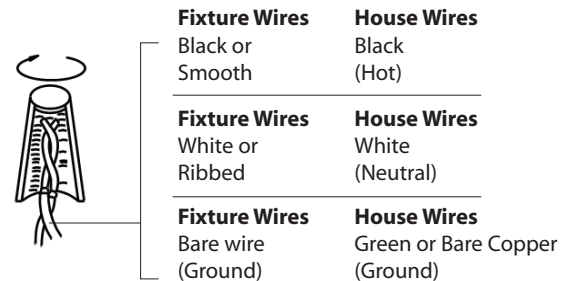 Fixture Wires House Wires
Black or Black
Smooth (Hot)
Fixture Wires House Wires
White or White
Ribbed (Neutral)
Fixture Wires House Wires
Bare wire Green or Bare Copper
(Ground) (Ground)